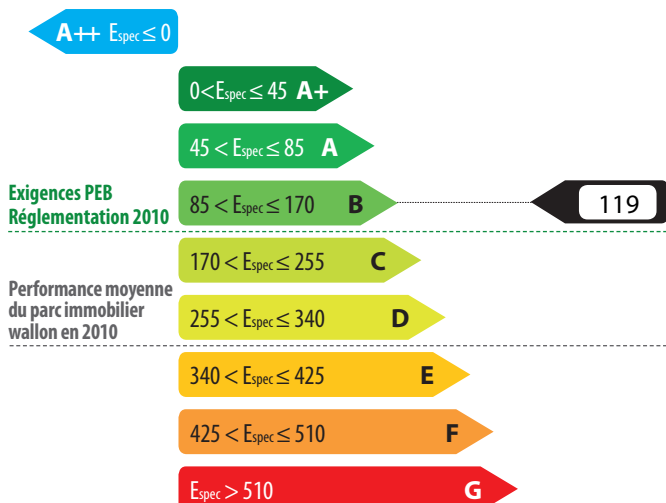 A++ Espec ≤ 0
0<Espec ≤ 45 A+
45 < Espec ≤ 85 A
Exigences PEB
Réglementation 2010
85 < Espec ≤ 170 B
119
170 < Espec ≤ 255 C
Performance moyenne
du parc immobilier
wallon en 2010
255 < Espec ≤ 340 D
340 < Espec ≤ 425 E
425 < Espec ≤ 510 F
Espec > 510 G